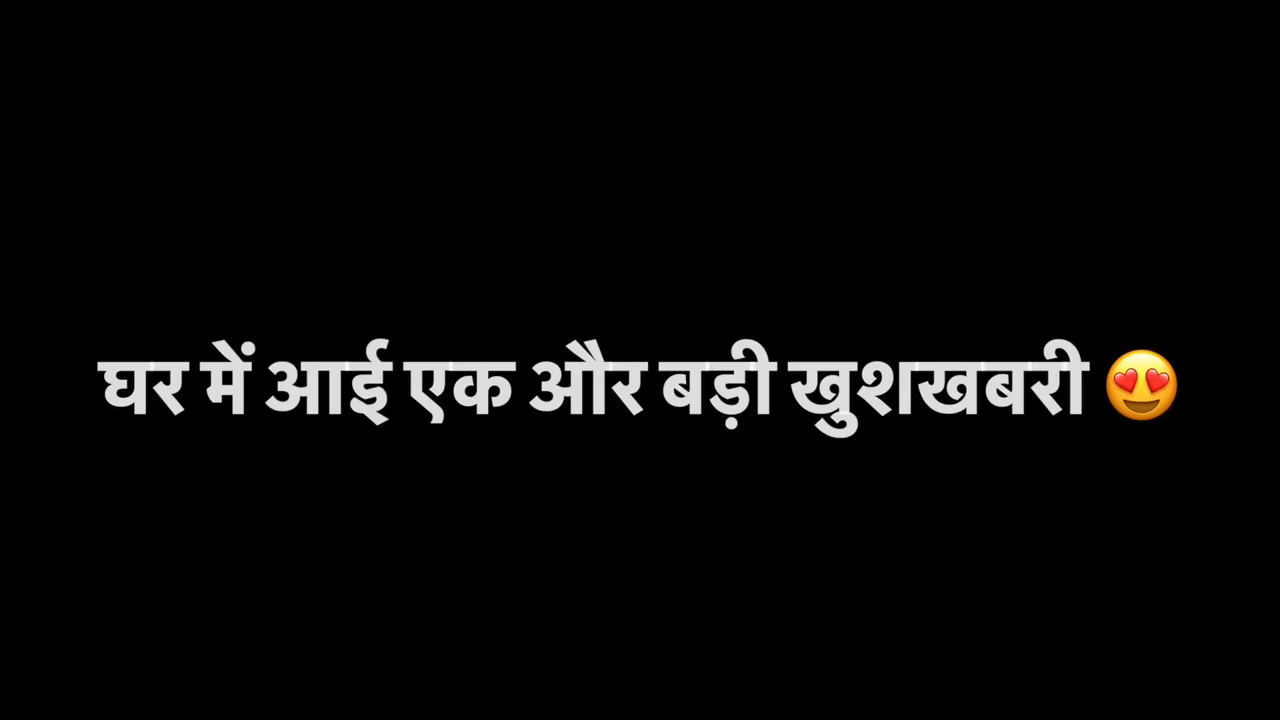 घर में आई एक और बड़ी खुशखबरी 😍